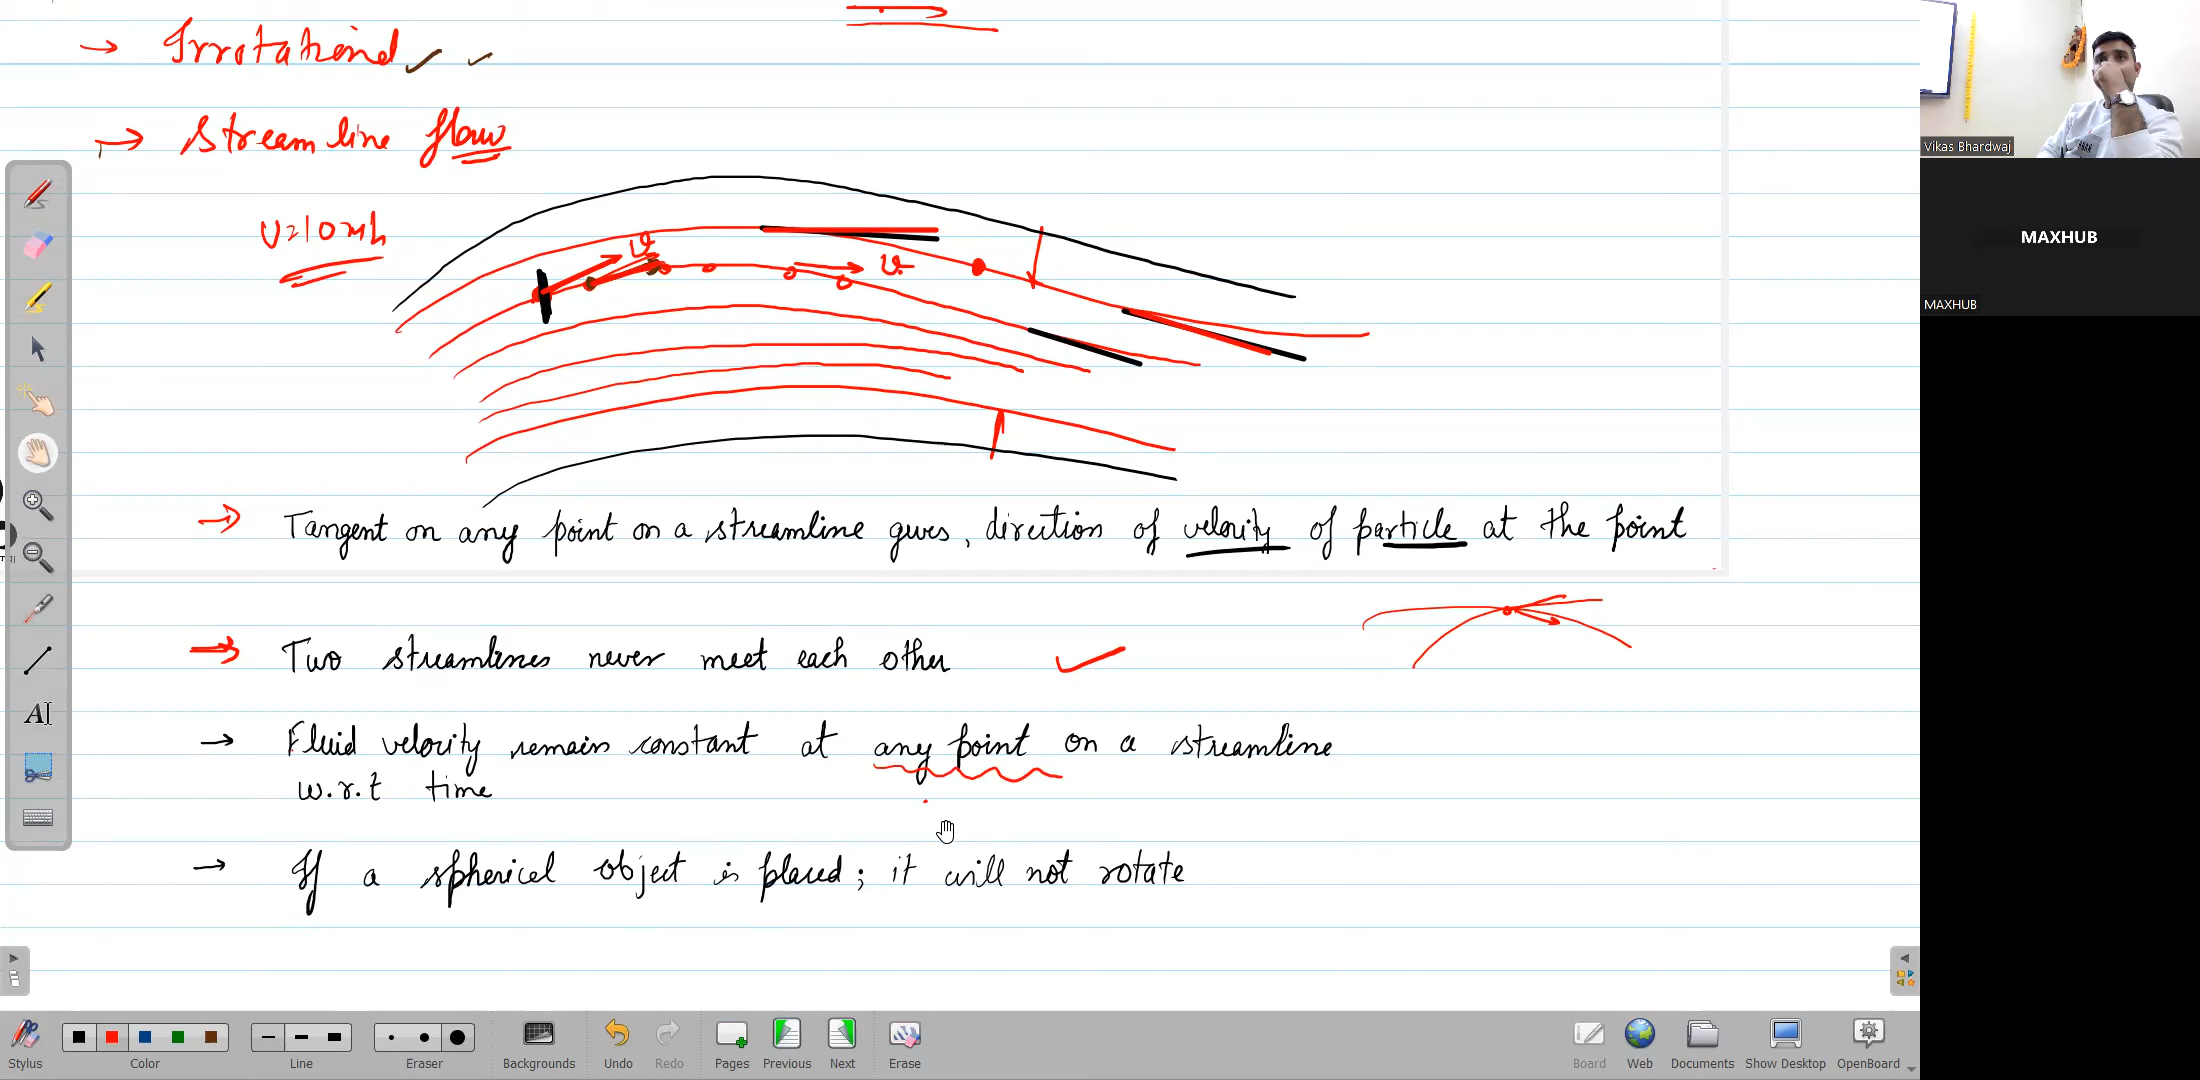 → Irrotational ✓ ✓
→ Streamline flow
v=10 m/s
v
v
→ Tangent on any point on a streamline gives, direction of velocity of particle at the point
→ Two streamlines never meet each other ✓
→ Fluid velocity remain constant at any point on a streamline
w.r.t time
→ If a spherical object is placed; it will not rotate
Vikas Bhardwaj
MAXHUB
MAXHUB
Stylus
Color
Line
Eraser
Backgrounds
Undo
Redo
Pages
Previous
Next
Erase
Board
Web
Documents
Show Desktop
OpenBoard